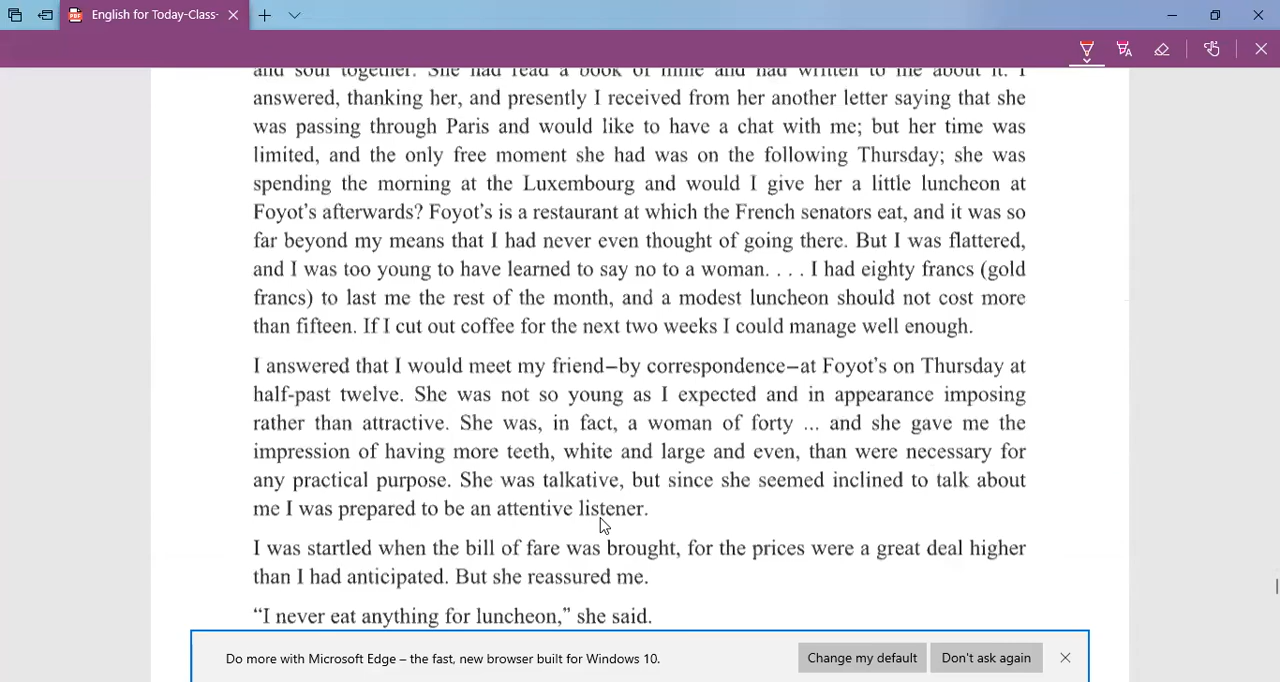 English for Today-Class-
and soul together. She had read a book of mine and had written to me about it. I
answered, thanking her, and presently I received from her another letter saying that she
was passing through Paris and would like to have a chat with me; but her time was
limited, and the only free moment she had was on the following Thursday; she was
spending the morning at the Luxembourg and would I give her a little luncheon at
Foyot's afterwards? Foyot's is a restaurant at which the French senators eat, and it was so
far beyond my means that I had never even thought of going there. But I was flattered,
and I was too young to have learned to say no to a woman. . . . I had eighty francs (gold
francs) to last me the rest of the month, and a modest luncheon should not cost more
than fifteen. If I cut out coffee for the next two weeks I could manage well enough.
I answered that I would meet my friend–by correspondence–at Foyot's on Thursday at
half-past twelve. She was not so young as I expected and in appearance imposing
rather than attractive. She was, in fact, a woman of forty ... and she gave me the
impression of having more teeth, white and large and even, than were necessary for
any practical purpose. She was talkative, but since she seemed inclined to talk about
me I was prepared to be an attentive listener.
I was startled when the bill of fare was brought, for the prices were a great deal higher
than I had anticipated. But she reassured me.
“I never eat anything for luncheon,” she said.
Do more with Microsoft Edge – the fast, new browser built for Windows 10.
Change my default
Don't ask again